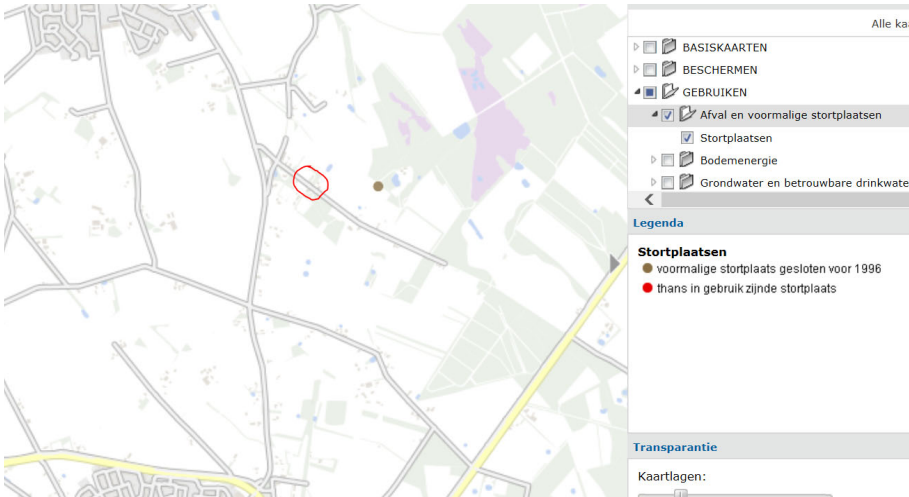 Alle ka
BASISKAARTEN
BESCHERMEN
GEBRUIKEN
Afval en voormalige stortplaatsen
Stortplaatsen
Bodemenergie
Grondwater en betrouwbare drinkwate
Legenda
Stortplaatsen
voormalige stortplaats gesloten voor 1996
thans in gebruik zijnde stortplaats
Transparantie
Kaartlagen: